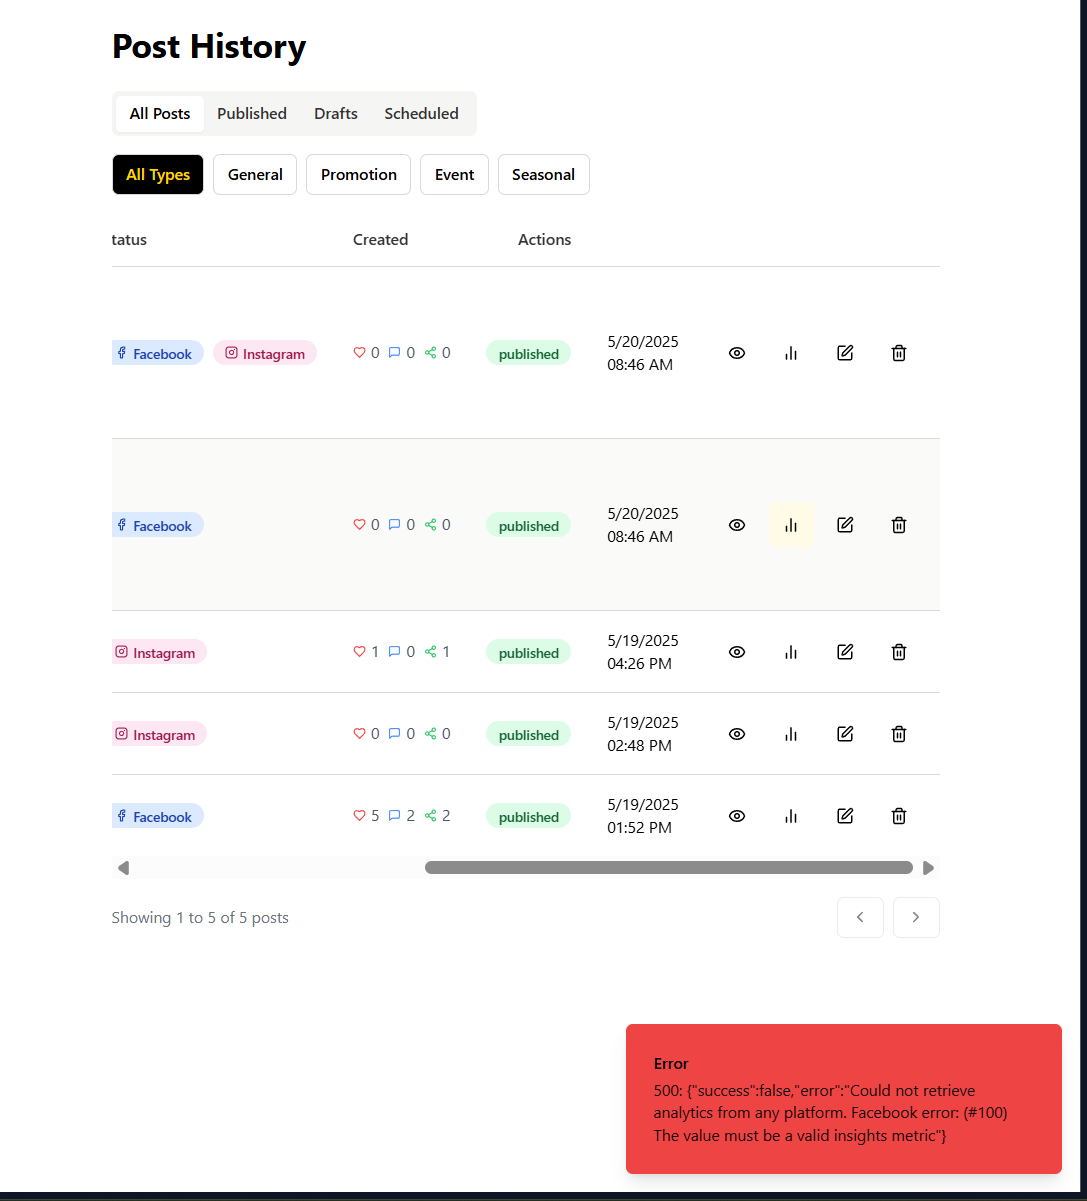 Post History
All Posts Published Drafts Scheduled
All Types General Promotion Event Seasonal
tatus Created Actions
Facebook Instagram 0 0 0 published 5/20/2025
08:46 AM
Facebook 0 0 0 published 5/20/2025
08:46 AM
Instagram 1 0 1 published 5/19/2025
04:26 PM
Instagram 0 0 0 published 5/19/2025
02:48 PM
Facebook 5 2 2 published 5/19/2025
01:52 PM
Showing 1 to 5 of 5 posts
Error
500: {"success":false,"error":"Could not retrieve
analytics from any platform. Facebook error: (#100)
The value must be a valid insights metric"}